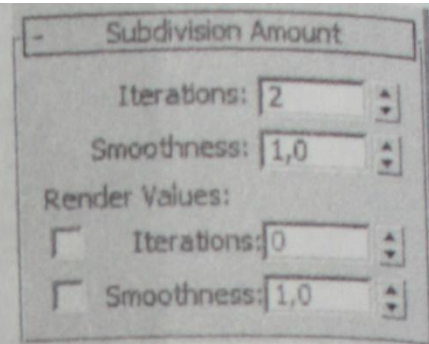 - Subdivision Amount
Iterations: 2
Smoothness: 1,0
Render Values:
Iterations: 0
Smoothness: 1,0